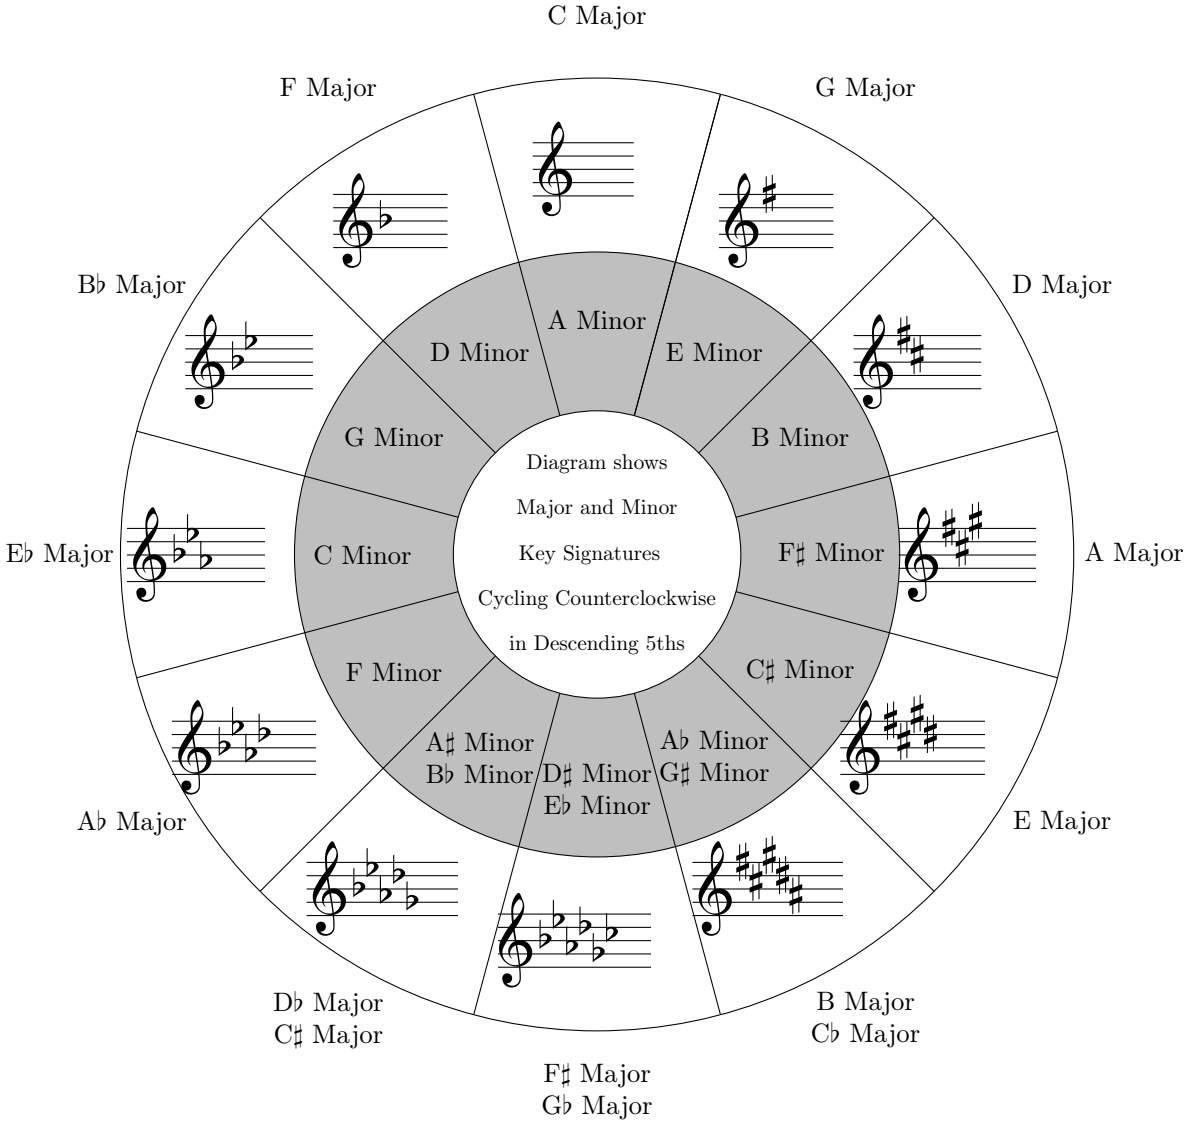 C Major
F Major
G Major
B♭ Major
D Major
A Minor
D Minor
E Minor
G Minor
B Minor
Diagram shows
Major and Minor
Key Signatures
Cycling Counterclockwise
in Descending 5ths
E♭ Major
C Minor
F♯ Minor
A Major
F Minor
C♯ Minor
A♯ Minor
B♭ Minor
D♯ Minor
E♭ Minor
A♭ Minor
G♯ Minor
A♭ Major
E Major
D♭ Major
C♯ Major
B Major
C♭ Major
F♯ Major
G♭ Major